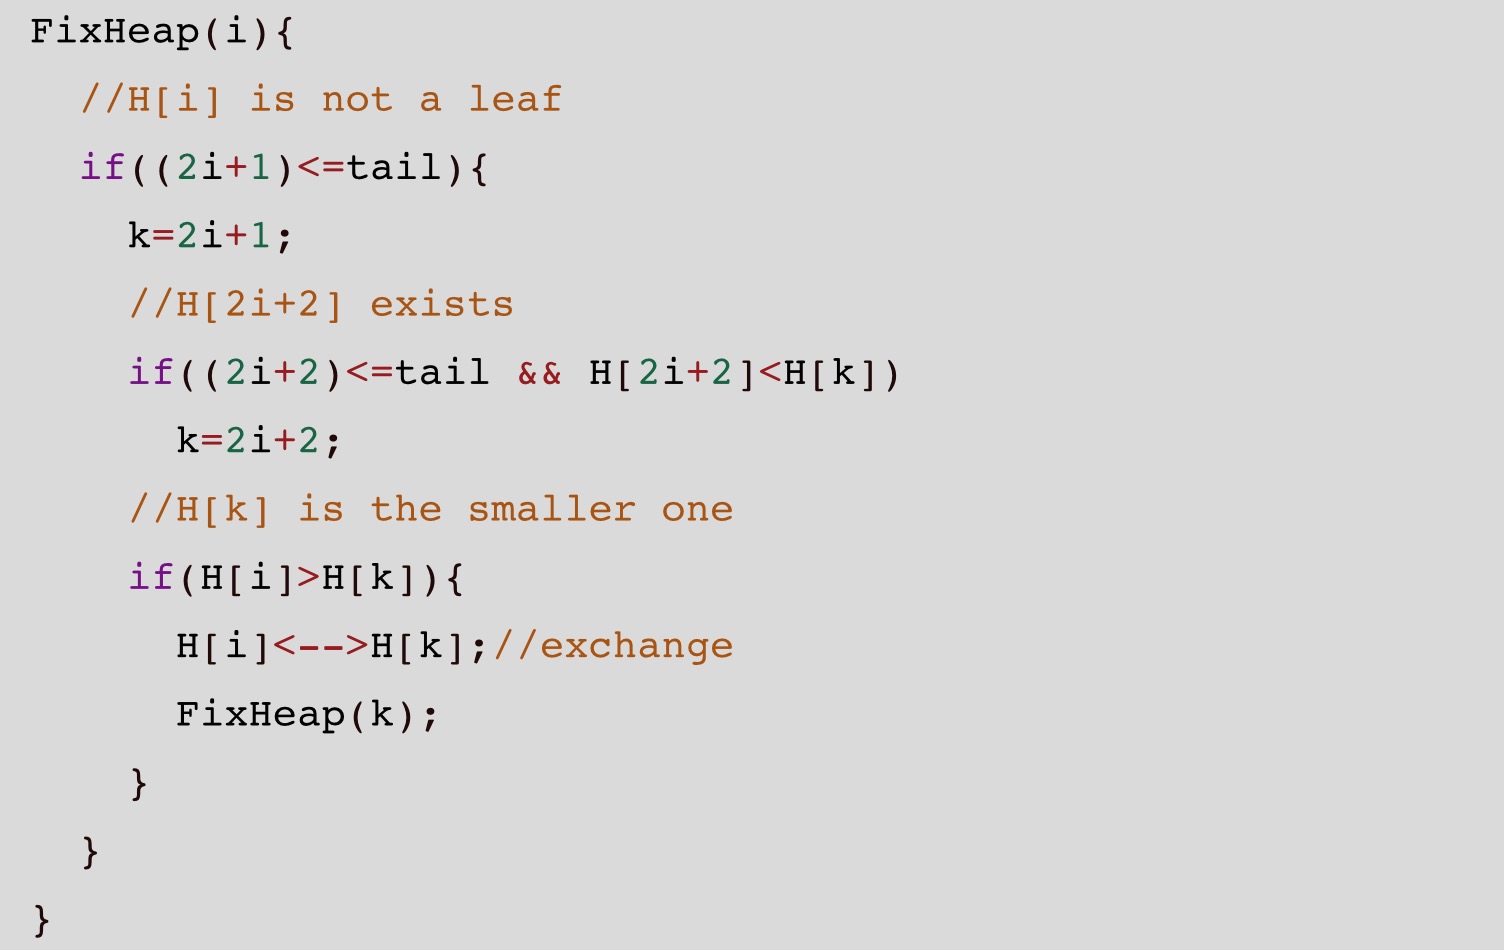 FixHeap(i){
//H[i] is not a leaf
if((2i+1)<=tail){
k=2i+1;
//H[2i+2] exists
if((2i+2)<=tail && H[2i+2]<H[k])
k=2i+2;
//H[k] is the smaller one
if(H[i]>H[k]){
H[i]<-->H[k];//exchange
FixHeap(k);
}
}
}